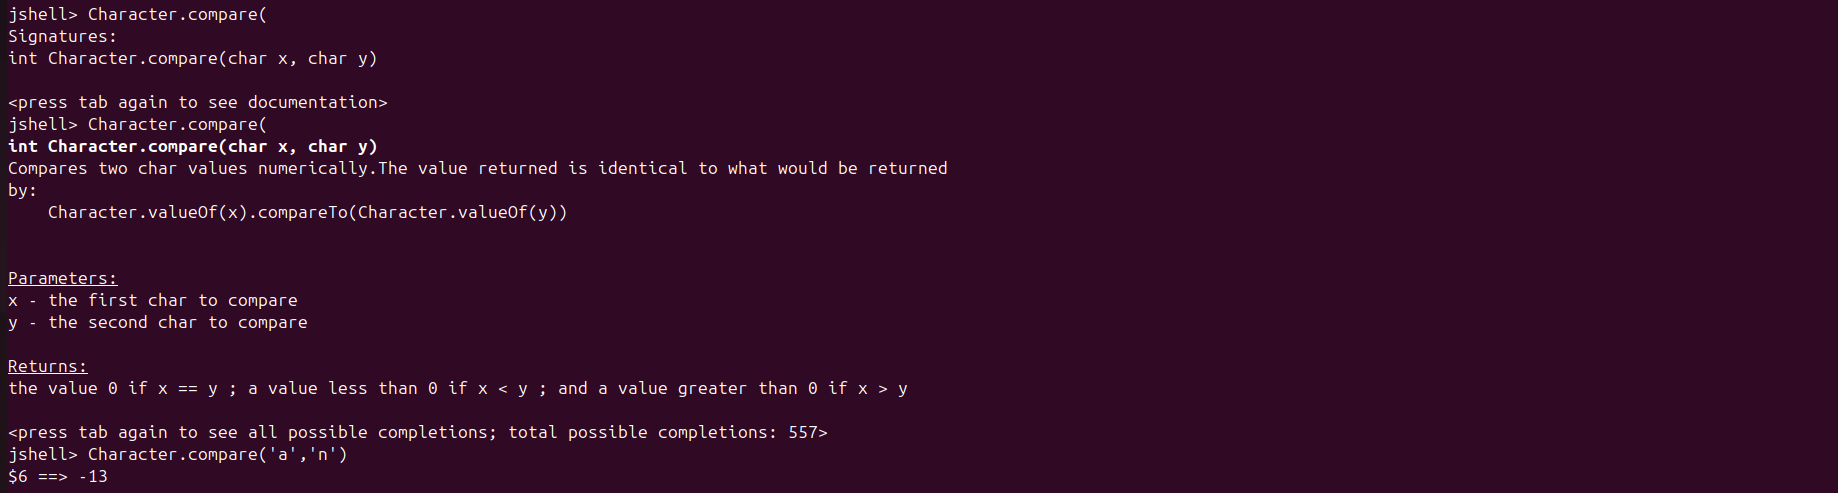 jshell> Character.compare(
Signatures:
int Character.compare(char x, char y)
<press tab again to see documentation>
jshell> Character.compare(
int Character.compare(char x, char y)
Compares two char values numerically.The value returned is identical to what would be returned
by:
    Character.valueOf(x).compareTo(Character.valueOf(y))
Parameters:
x - the first char to compare
y - the second char to compare
Returns:
the value 0 if x == y ; a value less than 0 if x < y ; and a value greater than 0 if x > y
<press tab again to see all possible completions; total possible completions: 557>
jshell> Character.compare('a','n')
$6 ==> -13